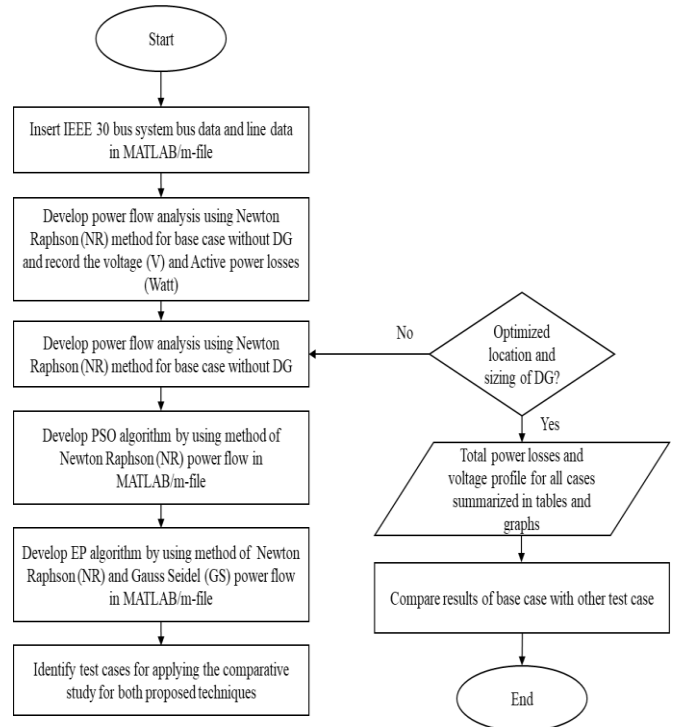 Start
Insert IEEE 30 bus system bus data and line data
in MATLAB/m-file
Develop power flow analysis using Newton
Raphson (NR) method for base case without DG
and record the voltage (V) and Active power losses
(Watt)
Develop power flow analysis using Newton
Raphson (NR) method for base case without DG
Develop PSO algorithm by using method of
Newton Raphson (NR) power flow in
MATLAB/m-file
Develop EP algorithm by using method of Newton
Raphson (NR) and Gauss Seidel (GS) power flow
in MATLAB/m-file
Identify test cases for applying the comparative
study for both proposed techniques
No
Optimized
location and
sizing of DG?
Yes
Total power losses and
voltage profile for all cases
summarized in tables and
graphs
Compare results of base case with other test case
End